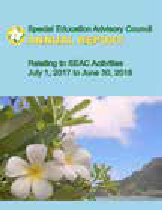 Special Education Advisory Council
ANNUAL REPORT
Relating to SEAC Activities
July 1, 2017 to June 30, 2018